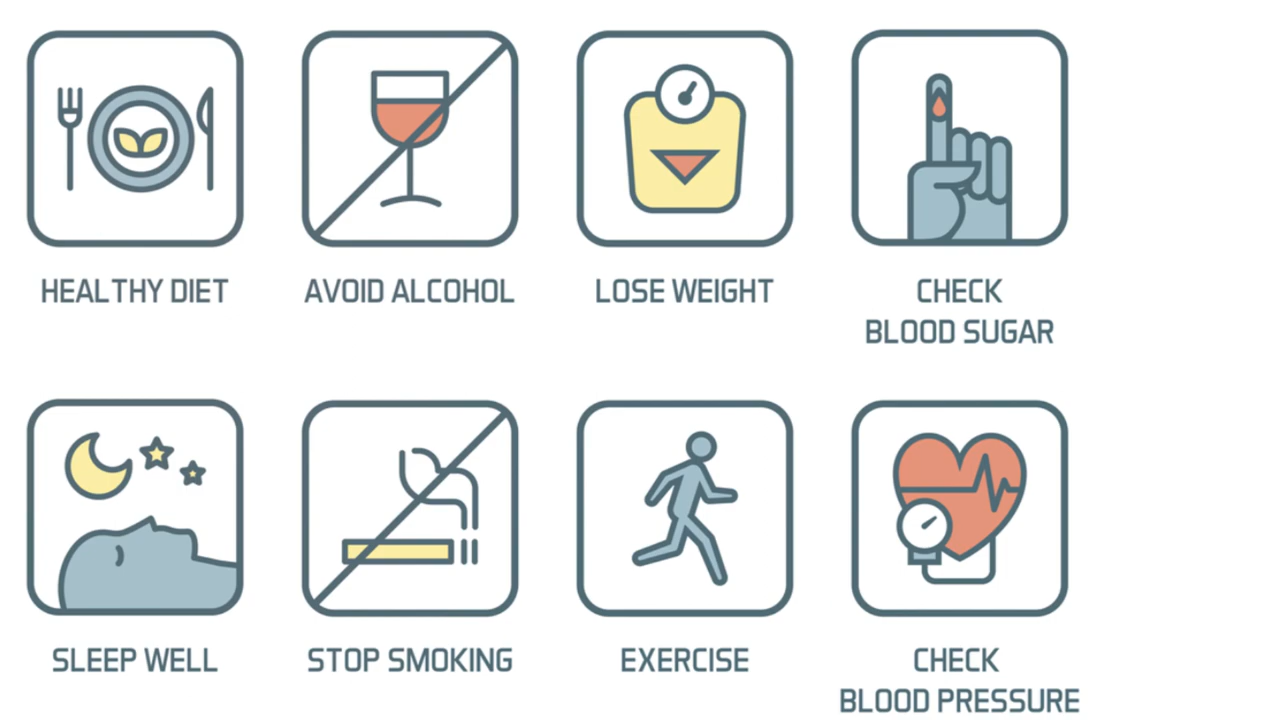 HEALTHY DIET
AVOID ALCOHOL
LOSE WEIGHT
CHECK
BLOOD SUGAR
SLEEP WELL
STOP SMOKING
EXERCISE
CHECK
BLOOD PRESSURE